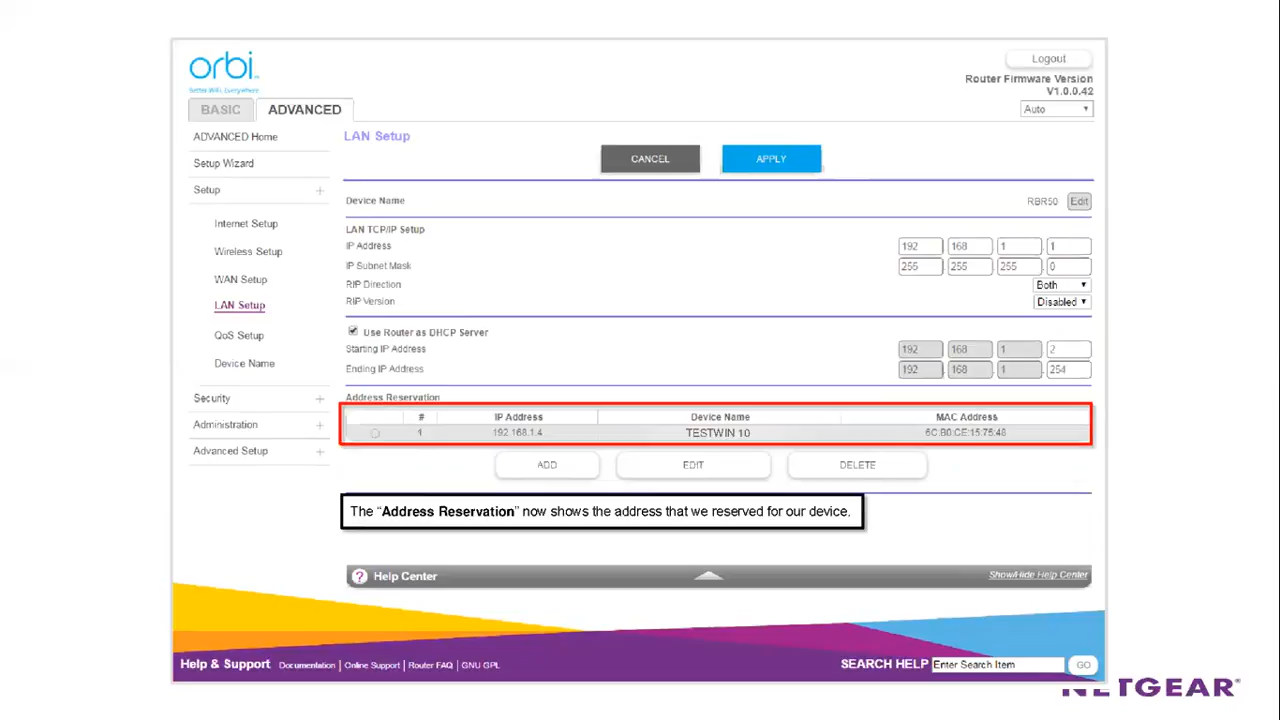 orbi
Better WiFi. Everywhere.
Logout
Router Firmware Version
V1.0.0.42
BASIC
ADVANCED
Auto
ADVANCED Home
Setup Wizard
Setup
Internet Setup
Wireless Setup
WAN Setup
LAN Setup
QoS Setup
Device Name
Security
Administration
Advanced Setup
LAN Setup
CANCEL
APPLY
Device Name RBR50 Edit
LAN TCP/IP Setup
IP Address 192 168 1 1
IP Subnet Mask 255 255 255 0
RIP Direction Both
RIP Version Disabled
Use Router as DHCP Server
Starting IP Address 192 168 1 2
Ending IP Address 192 168 1 254
Address Reservation
# IP Address Device Name MAC Address
1 192.168.1.4 TESTWIN 10 6C:B0:CE:15:75:48
ADD EDIT DELETE
The “Address Reservation” now shows the address that we reserved for our device.
? Help Center Show/Hide Help Center
Help & Support Documentation | Online Support | Router FAQ | GNU GPL
SEARCH HELP Enter Search Item GO
NETGEAR®